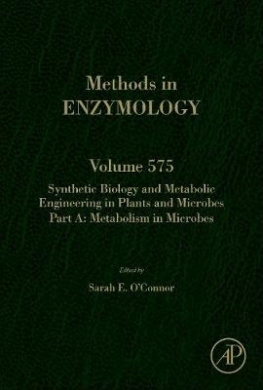 Methods in
ENZYMOLOGY
Volume 575
Synthetic Biology and Metabolic
Engineering in Plants and Microbes
Part A: Metabolism in Microbes
Edited by
Sarah E. O'Connor
AP